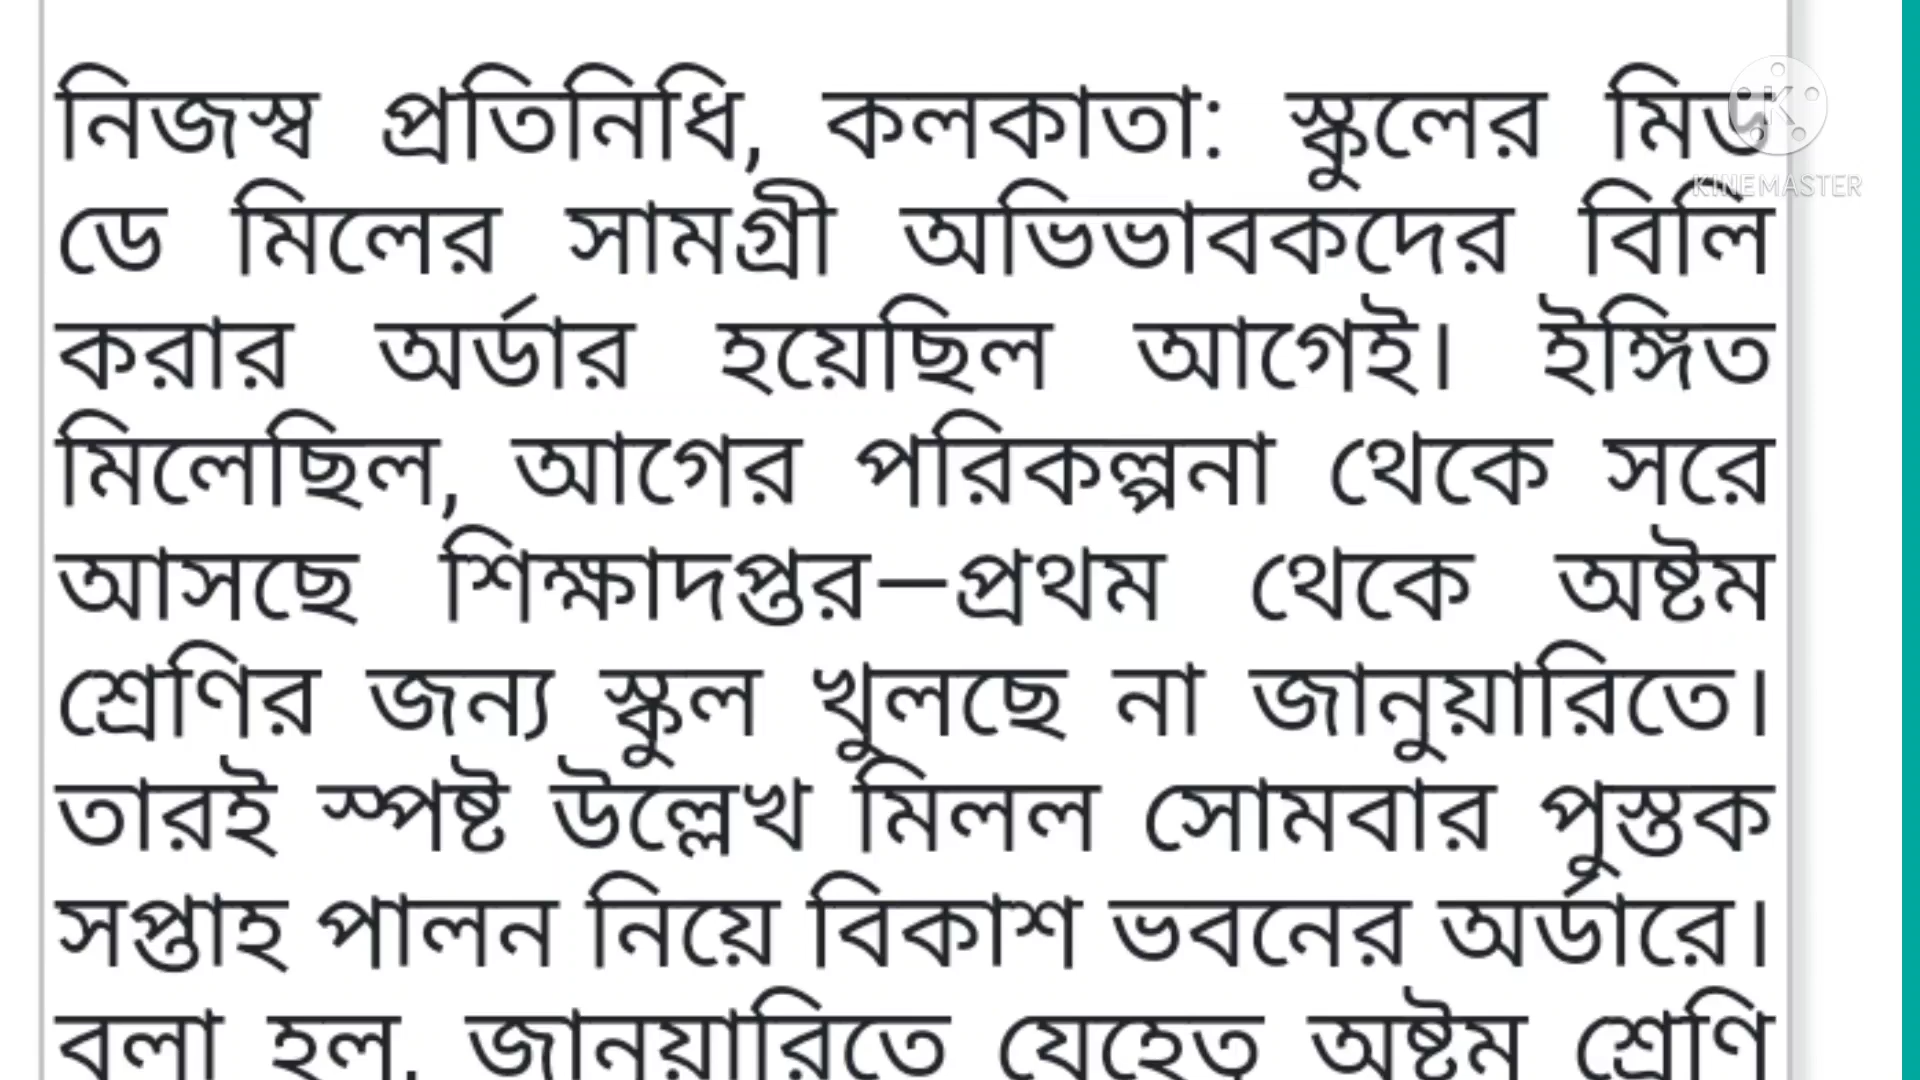 নিজস্ব প্রতিনিধি, কলকাতা: স্কুলের মিড
ডে মিলের সামগ্রী অভিভাবকদের বিলি
করার অর্ডার হয়েছিল আগেই। ইঙ্গিত
মিলেছিল, আগের পরিকল্পনা থেকে সরে
আসছে শিক্ষাদপ্তর—প্রথম থেকে অষ্টম
শ্রেণির জন্য স্কুল খুলছে না জানুয়ারিতে।
তারই স্পষ্ট উল্লেখ মিলল সোমবার পুস্তক
সপ্তাহ পালন নিয়ে বিকাশ ভবনের অর্ডারে।
বলা হল, জানুয়ারিতে যেহেতু অষ্টম শ্রেণি
KINEMASTER